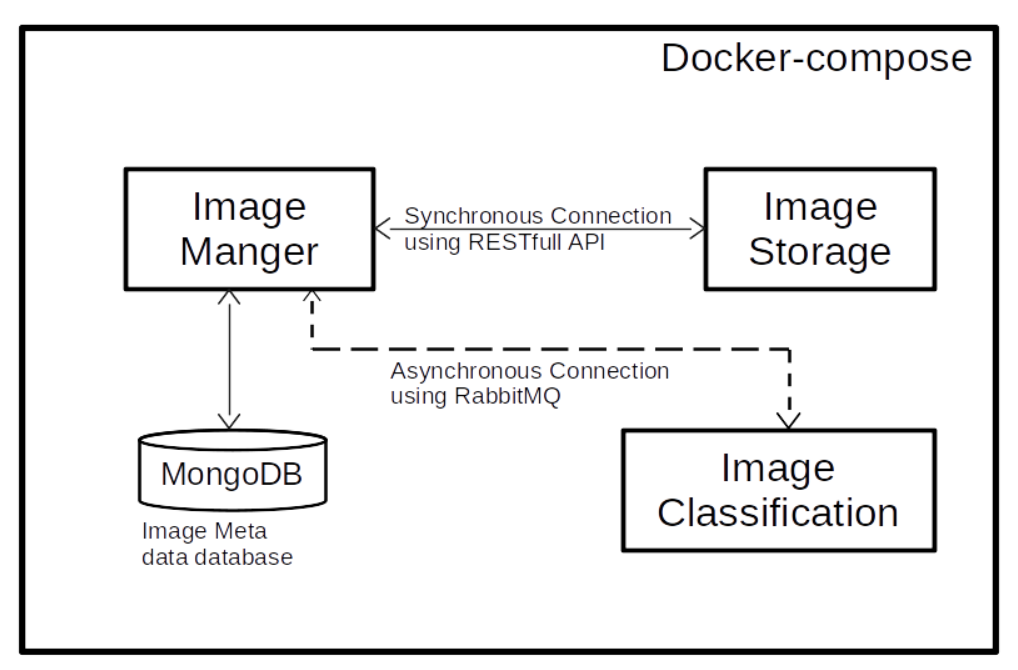 Docker-compose
Image
Manger
Synchronous Connection
using RESTfull API
Image
Storage
Asynchronous Connection
using RabbitMQ
MongoDB
Image Meta
data database
Image
Classification